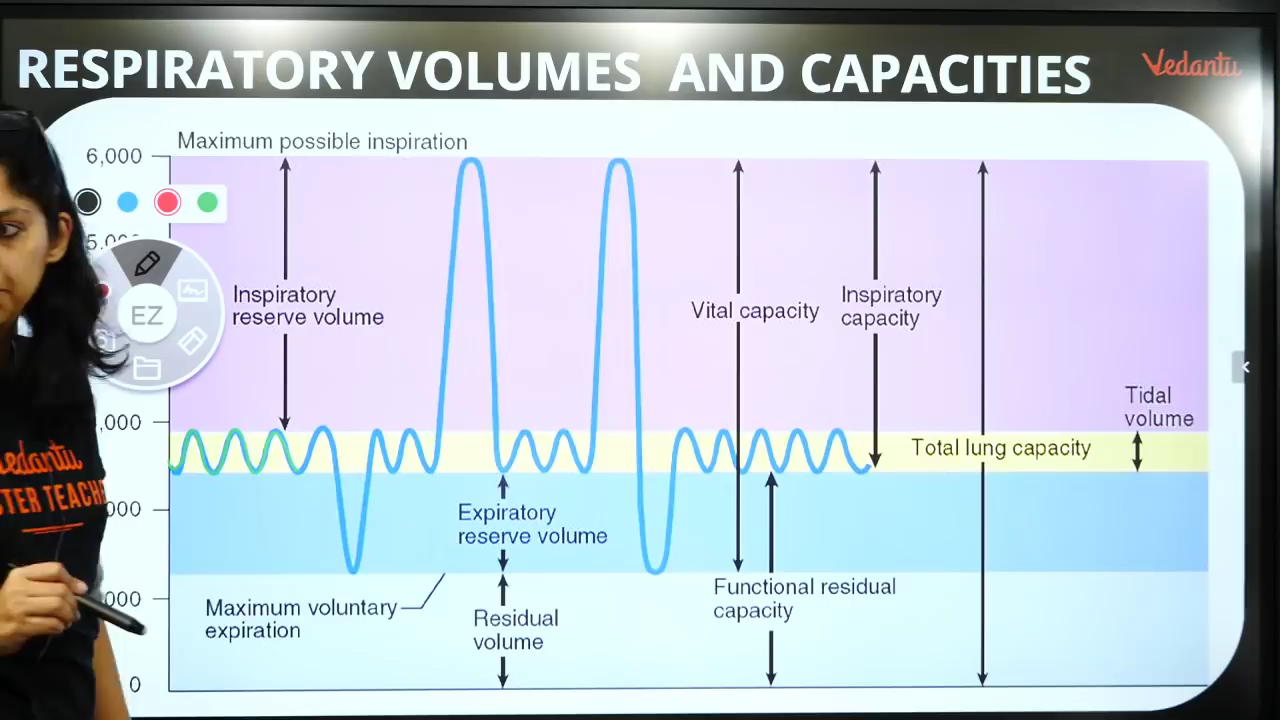 RESPIRATORY VOLUMES AND CAPACITIES
Vedantu
Maximum possible inspiration
6,000
Inspiratory
reserve volume
Vital capacity
Inspiratory
capacity
EZ
Tidal
volume
Total lung capacity
Expiratory
reserve volume
Functional residual
capacity
Maximum voluntary
expiration
Residual
volume
0